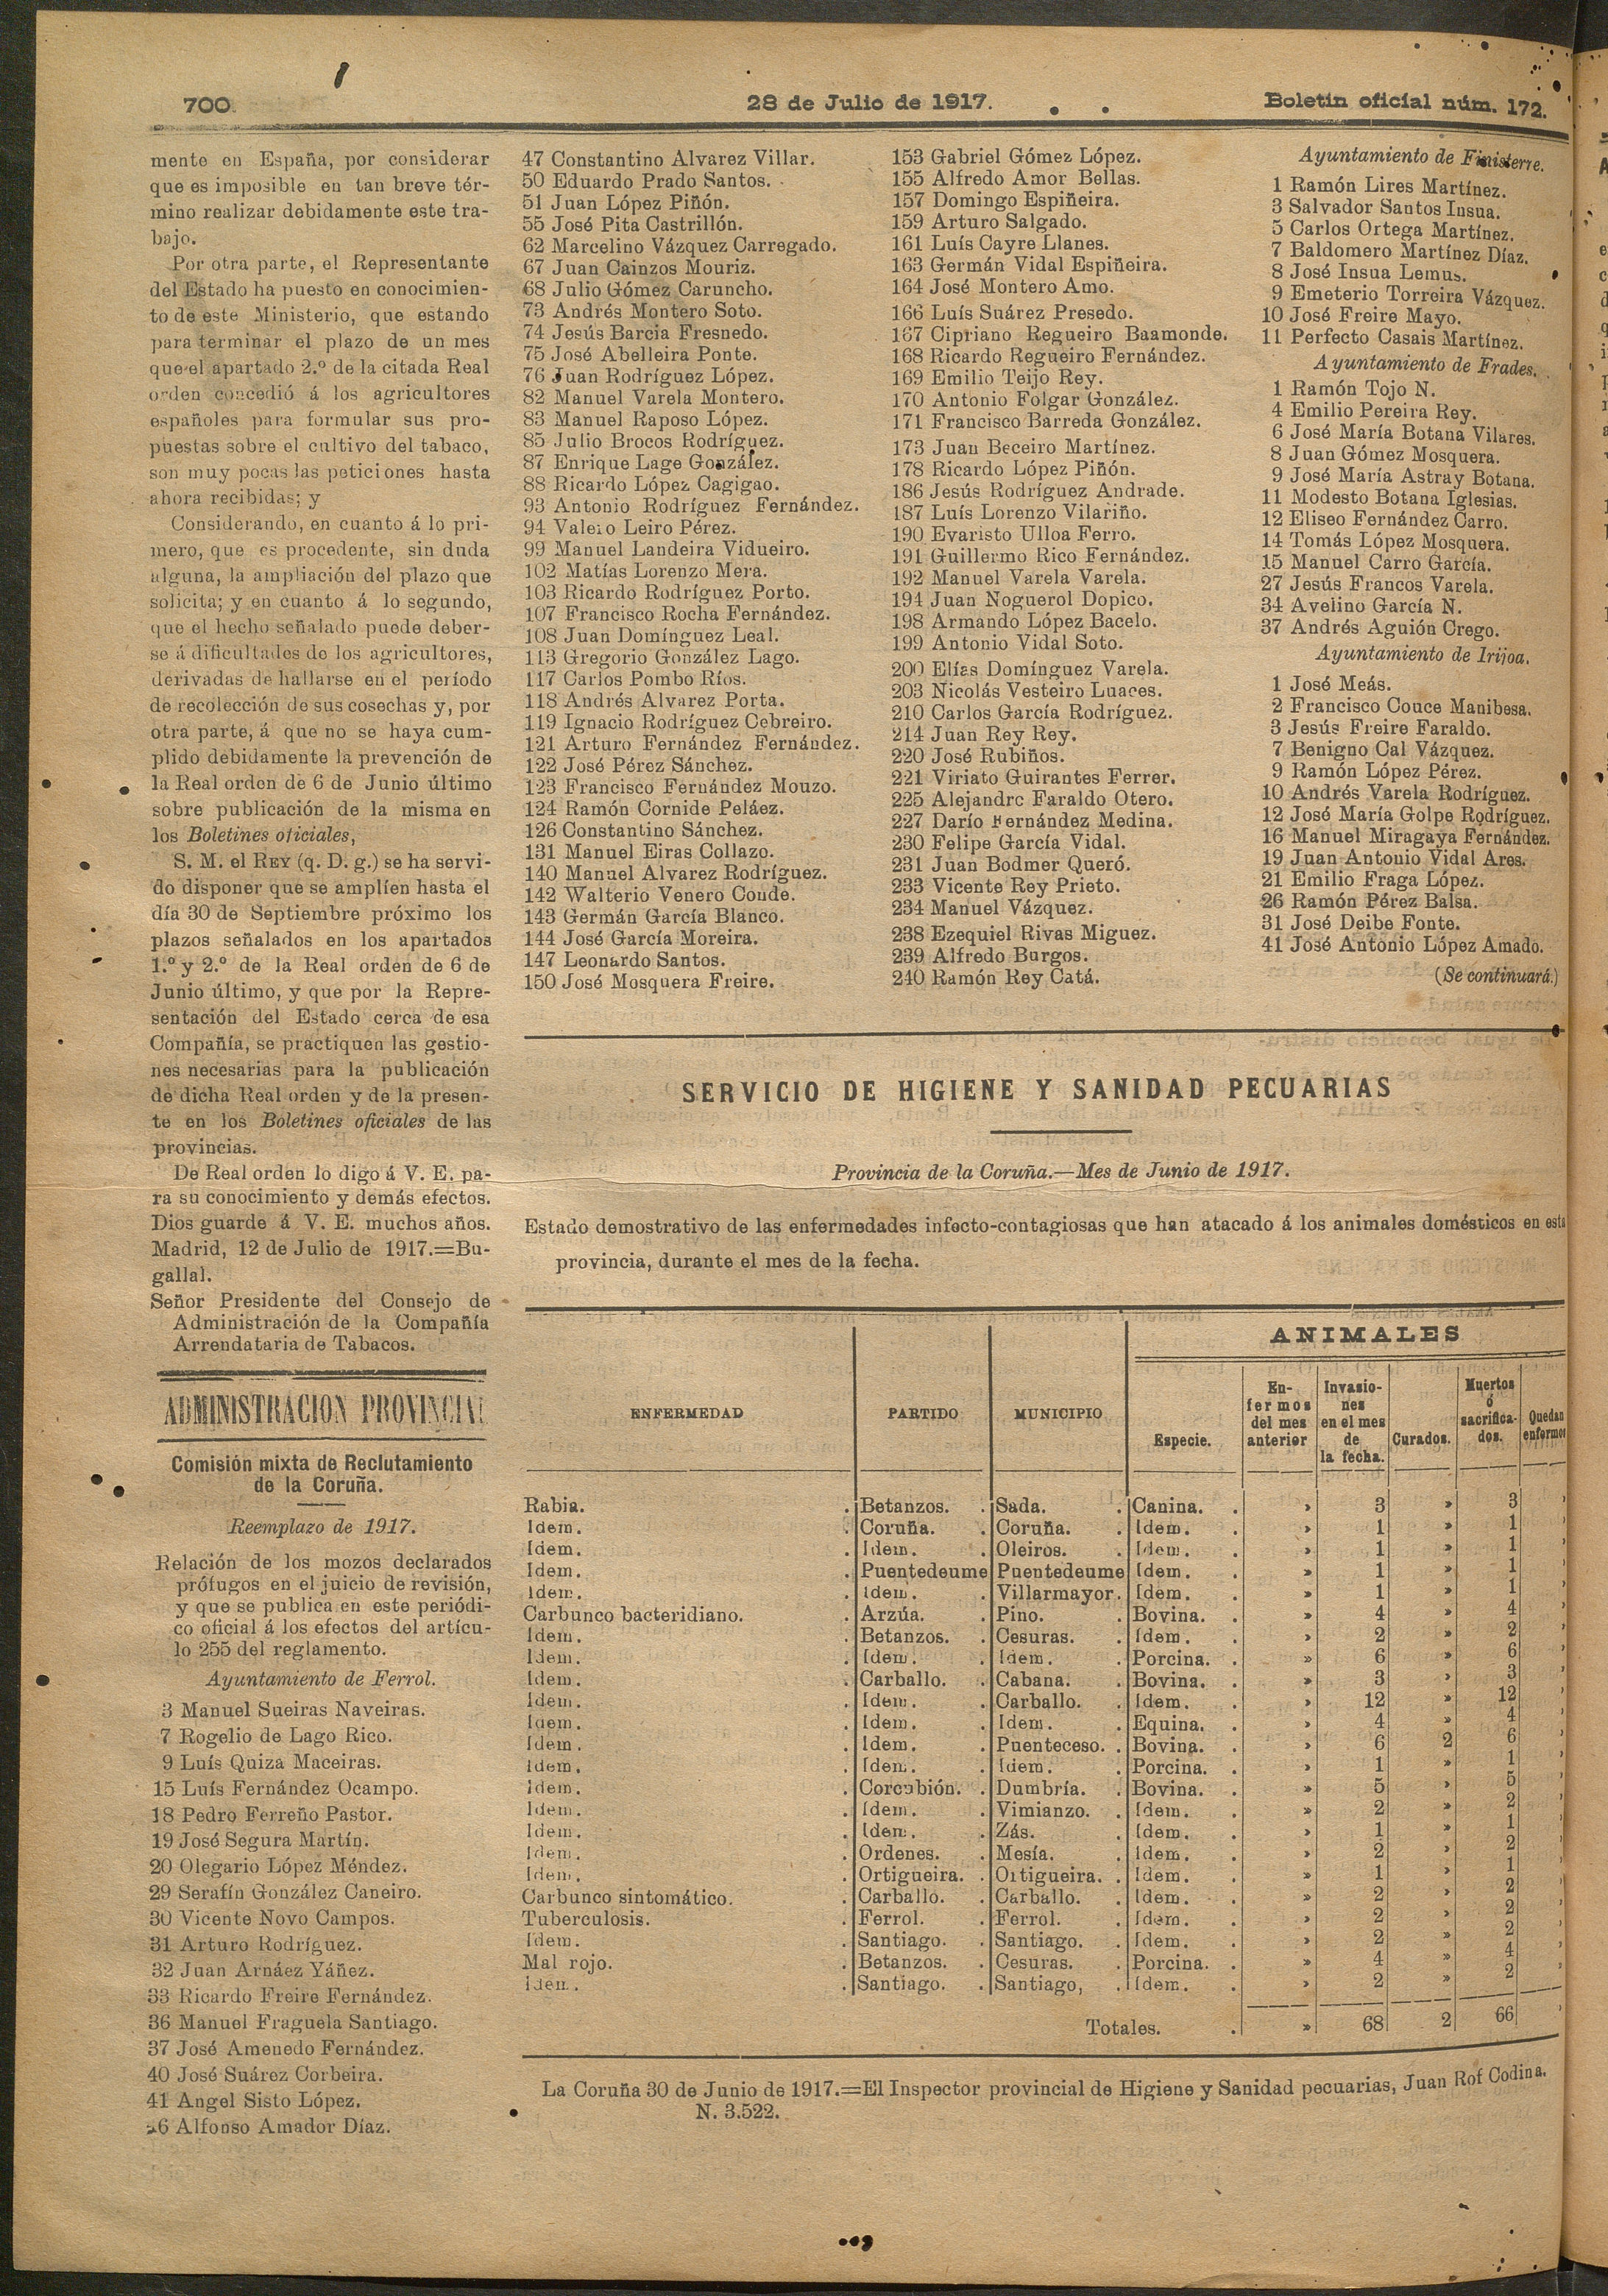 700
28 de Julio de 1917.
Boletin oficial núm. 172.
mente en España, por considerar
que es imposible en tan breve tér-
mino realizar debidamente este tra-
bajo.
Por otra parte, el Representante
del Estado ha puesto en conocimien-
to de este Ministerio, que estando
para terminar el plazo de un mes
que el apartado 2.º de la citada Real
orden concedió á los agricultores
españoles para formular sus pro-
puestas sobre el cultivo del tabaco,
son muy pocas las peticiones hasta
ahora recibidas; y
Considerando, en cuanto á lo pri-
mero, que es procedente, sin duda
alguna, la ampliación del plazo que
solicita; y en cuanto á lo segundo,
que el hecho señalado puede deber-
se á dificultades de los agricultores,
derivadas de hallarse en el período
de recolección de sus cosechas y, por
otra parte, á que no se haya cum-
plido debidamente la prevención de
la Real orden de 6 de Junio último
sobre publicación de la misma en
los Boletines oficiales,
S. M. el REY (q. D. g.) se ha servi-
do disponer que se amplíen hasta el
día 30 de Septiembre próximo los
plazos señalados en los apartados
1.º y 2.º de la Real orden de 6 de
Junio último, y que por la Repre-
sentación del Estado cerca de esa
Compañía, se practiquen las gestio-
nes necesarias para la publicación
de dicha Real orden y de la presen-
te en los Boletines oficiales de las
provincias.
De Real orden lo digo á V. E. pa-
ra su conocimiento y demás efectos.
Dios guarde á V. E. muchos años.
Madrid, 12 de Julio de 1917.=Bu-
gallal.
Señor Presidente del Consejo de
Administración de la Compañía
Arrendataria de Tabacos.
ADMINISTRACION PROVINCIAL
Comisión mixta de Reclutamiento
de la Coruña.
Reemplazo de 1917.
Relación de los mozos declarados
prófugos en el juicio de revisión,
y que se publica en este periódi-
co oficial á los efectos del artícu-
lo 255 del reglamento.
Ayuntamiento de Ferrol.
3 Manuel Sueiras Naveiras.
7 Rogelio de Lago Rico.
9 Luís Quiza Maceiras.
15 Luís Fernández Ocampo.
18 Pedro Ferreño Pastor.
19 José Segura Martín.
20 Olegario López Méndez.
29 Serafín González Caneiro.
30 Vicente Novo Campos.
31 Arturo Rodríguez.
32 Juan Arnáez Yáñez.
33 Ricardo Freire Fernández.
36 Manuel Fraguela Santiago.
37 José Amenedo Fernández.
40 José Suárez Corbeira.
41 Angel Sisto López.
6 Alfonso Amador Díaz.
47 Constantino Alvarez Villar.
50 Eduardo Prado Santos.
51 Juan López Piñón.
55 José Pita Castrillón.
62 Marcelino Vázquez Carregado.
67 Juan Cainzos Mouriz.
68 Julio Gómez Caruncho.
73 Andrés Montero Soto.
74 Jesús Barcia Fresnedo.
75 José Abelleira Ponte.
76 Juan Rodríguez López.
82 Manuel Varela Montero.
83 Manuel Raposo López.
85 Julio Brocos Rodríguez.
87 Enrique Lage González.
88 Ricardo López Cagigao.
93 Antonio Rodríguez Fernández.
94 Valeio Leiro Pérez.
99 Manuel Landeira Vidueiro.
102 Matías Lorenzo Mera.
103 Ricardo Rodríguez Porto.
107 Francisco Rocha Fernández.
108 Juan Domínguez Leal.
113 Gregorio González Lago.
117 Carlos Pombo Ríos.
118 Andrés Alvarez Porta.
119 Ignacio Rodríguez Cebreiro.
121 Arturo Fernández Fernández.
122 José Pérez Sánchez.
123 Francisco Fernández Mouzo.
124 Ramón Cornide Peláez.
126 Constantino Sánchez.
131 Manuel Eiras Collazo.
140 Manuel Alvarez Rodríguez.
142 Walterio Venero Conde.
143 Germán García Blanco.
144 José García Moreira.
147 Leonardo Santos.
150 José Mosquera Freire.
153 Gabriel Gómez López.
155 Alfredo Amor Bellas.
157 Domingo Espiñeira.
159 Arturo Salgado.
161 Luís Cayre Llanes.
163 Germán Vidal Espiñeira.
164 José Montero Amo.
166 Luís Suárez Presedo.
167 Cipriano Regueiro Baamonde.
168 Ricardo Regueiro Fernández.
169 Emilio Teijo Rey.
170 Antonio Folgar González.
171 Francisco Barreda González.
173 Juan Beceiro Martínez.
178 Ricardo López Piñón.
186 Jesús Rodríguez Andrade.
187 Luís Lorenzo Vilariño.
190 Evaristo Ulloa Ferro.
191 Guillermo Rico Fernández.
192 Manuel Varela Varela.
194 Juan Noguerol Dopico.
198 Armando López Bacelo.
199 Antonio Vidal Soto.
200 Elías Domínguez Varela.
203 Nicolás Vesteiro Luaces.
210 Carlos García Rodríguez.
214 Juan Rey Rey.
220 José Rubiños.
221 Viriato Guirantes Ferrer.
225 Alejandro Faraldo Otero.
227 Darío Fernández Medina.
230 Felipe García Vidal.
231 Juan Bodmer Queró.
233 Vicente Rey Prieto.
234 Manuel Vázquez.
238 Ezequiel Rivas Miguez.
239 Alfredo Burgos.
240 Ramón Rey Catá.
Ayuntamiento de Finisterre.
1 Ramón Lires Martínez.
3 Salvador Santos Insua.
5 Carlos Ortega Martínez.
7 Baldomero Martínez Díaz.
8 José Insua Lemus.
9 Emeterio Torreira Vázquez.
10 José Freire Mayo.
11 Perfecto Casais Martínez.
Ayuntamiento de Frades.
1 Ramón Tojo N.
4 Emilio Pereira Rey.
6 José María Botana Vilares.
8 Juan Gómez Mosquera.
9 José María Astray Botana.
11 Modesto Botana Iglesias.
12 Eliseo Fernández Carro.
14 Tomás López Mosquera.
15 Manuel Carro García.
27 Jesús Francos Varela.
34 Avelino García N.
37 Andrés Aguión Crego.
Ayuntamiento de Irijoa.
1 José Meás.
2 Francisco Couce Manibesa.
3 Jesús Freire Faraldo.
7 Benigno Cal Vázquez.
9 Ramón López Pérez.
10 Andrés Varela Rodríguez.
12 José María Golpe Rodríguez.
16 Manuel Miragaya Fernández.
19 Juan Antonio Vidal Ares.
21 Emilio Fraga López.
26 Ramón Pérez Balsa.
31 José Deibe Fonte.
41 José Antonio López Amado.
(Se continuará.)
SERVICIO DE HIGIENE Y SANIDAD PECUARIAS
Provincia de la Coruña.—Mes de Junio de 1917.
Estado demostrativo de las enfermedades infecto-contagiosas que han atacado á los animales domésticos en esta
provincia, durante el mes de la fecha.
ANIMALES
ENFERMEDAD PARTIDO MUNICIPIO Especie. En-fermos del mes anterior Invasio-nes en el mes de la fecha. Curados. Muertos ó sacrifica-dos. Quedan enfermos
Rabia. . Betanzos. . Sada. . Canina. . » 3 » 3 »
Idem. . Coruña. . Coruña. . Idem. . » 1 » 1 »
Idem. . Idem. . Oleiros. . Idem. . » 1 » 1 »
Idem. . Puentedeume Puentedeume Idem. . » 1 » 1 »
Idem. . Idem. . Villarmayor. Idem. . » 1 » 1 »
Carbunco bacteridiano. . Arzúa. . Pino. . Bovina. . » 4 » 4 »
Idem. . Betanzos. . Cesuras. . Idem. . » 2 » 2 »
Idem. . Idem. . Idem. . Porcina. . » 6 » 6 »
Idem. . Carballo. . Cabana. . Bovina. . » 3 » 3 »
Idem. . Idem. . Carballo. . Idem. . » 12 » 12 »
Idem. . Idem. . Idem. . Equina. . » 4 » 4 »
Idem. . Idem. . Puenteceso. . Bovina. . » 6 2 6 »
Idem. . Idem. . Idem. . Porcina. . » 1 » 1 »
Idem. . Corcubión. . Dumbría. . Bovina. . » 5 » 5 »
Idem. . Idem. . Vimianzo. . Idem. . » 2 » 2 »
Idem. . Idem. . Zás. . Idem. . » 1 » 1 »
Idem. . Ordenes. . Mesía. . Idem. . » 2 » 2 »
Idem. . Ortigueira. . Ortigueira. . Idem. . » 1 » 1 »
Carbunco sintomático. . Carballo. . Carballo. . Idem. . » 2 » 2 »
Tuberculosis. . Ferrol. . Ferrol. . Idem. . » 2 » 2 »
Idem. . Santiago. . Santiago. . Idem. . » 2 » 2 »
Mal rojo. . Betanzos. . Cesuras. . Porcina. . » 4 » 4 »
Idem. . Santiago. . Santiago, . Idem. . » 2 » 2 »
Totales. . » 68 2 66 »
La Coruña 30 de Junio de 1917.=El Inspector provincial de Higiene y Sanidad pecuarias, Juan Rof Codina.
N. 3.522.